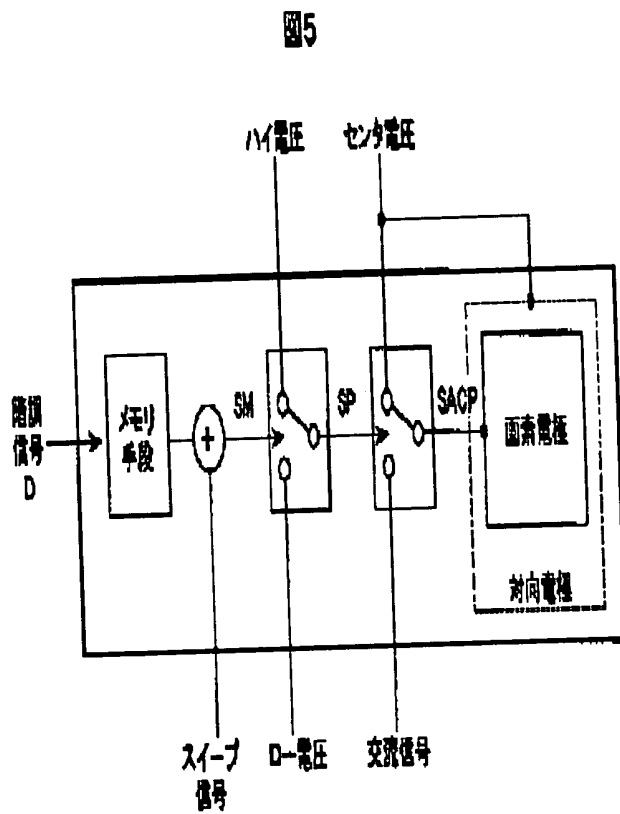 図5
ハイ電圧
センタ電圧
階調
信号
D
メモリ
手段
+
SM
SP
SACP
画素電極
対向電極
スイープ
信号
ロー電圧
交流信号